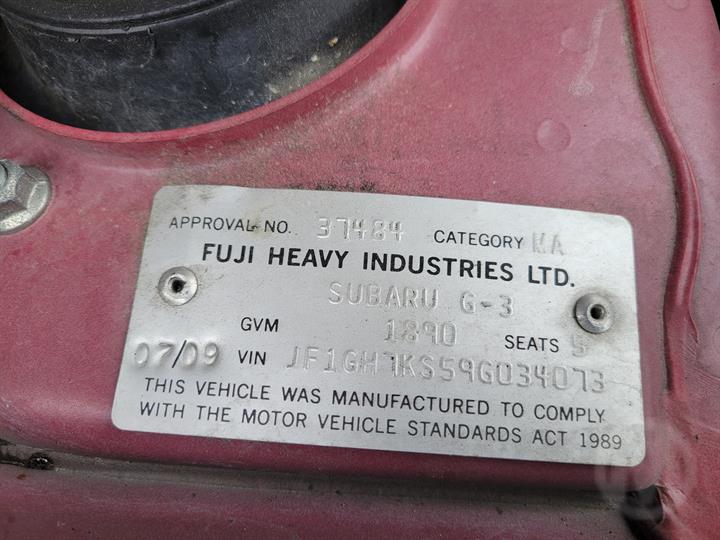 APPROVAL NO. 37484 CATEGORY MA
FUJI HEAVY INDUSTRIES LTD.
SUBARU G-3
GVM 1890 SEATS 5
07/09 VIN JF1GH7KS59G034073
THIS VEHICLE WAS MANUFACTURED TO COMPLY
WITH THE MOTOR VEHICLE STANDARDS ACT 1989